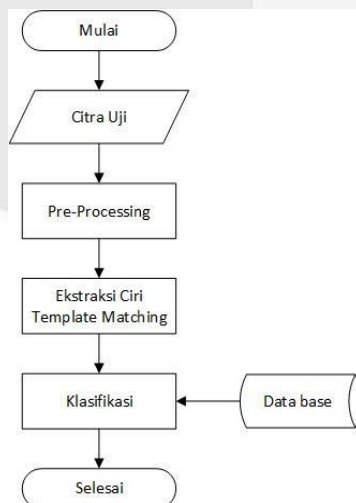 Mulai
Citra Uji
Pre-Processing
Ekstraksi Ciri
Template Matching
Klasifikasi
Data base
Selesai